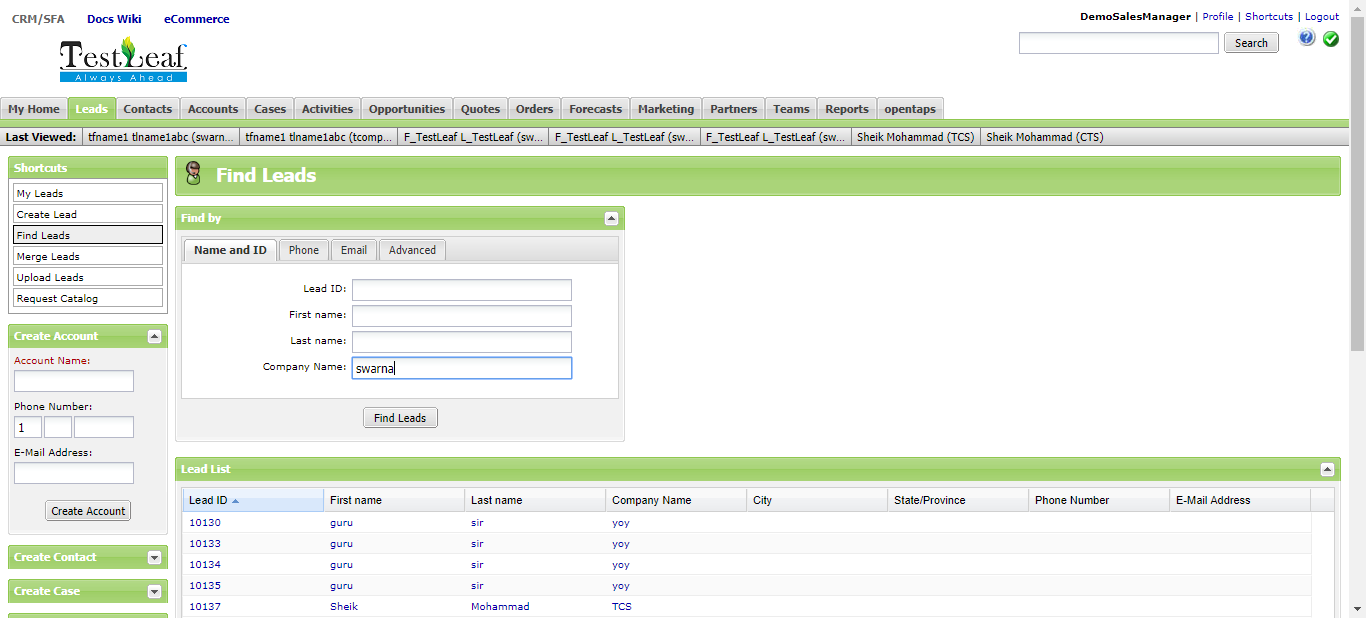 CRM/SFA Docs Wiki eCommerce
DemoSalesManager | Profile | Shortcuts | Logout
TestLeaf
Always Ahead
Search
My Home Leads Contacts Accounts Cases Activities Opportunities Quotes Orders Forecasts Marketing Partners Teams Reports opentaps
Last Viewed: tfname1 tlname1abc (swarn... tfname1 tlname1abc (tcomp... F_TestLeaf L_TestLeaf (sw... F_TestLeaf L_TestLeaf (sw... F_TestLeaf L_TestLeaf (sw... Sheik Mohammad (TCS) Sheik Mohammad (CTS)
Shortcuts
My Leads
Create Lead
Find Leads
Merge Leads
Upload Leads
Request Catalog
Create Account
Account Name:
Phone Number:
1
E-Mail Address:
Create Account
Create Contact
Create Case
Find Leads
Find by
Name and ID Phone Email Advanced
Lead ID:
First name:
Last name:
Company Name: swarna
Find Leads
Lead List
Lead ID First name Last name Company Name City State/Province Phone Number E-Mail Address
10130 guru sir yoy
10133 guru sir yoy
10134 guru sir yoy
10135 guru sir yoy
10137 Sheik Mohammad TCS